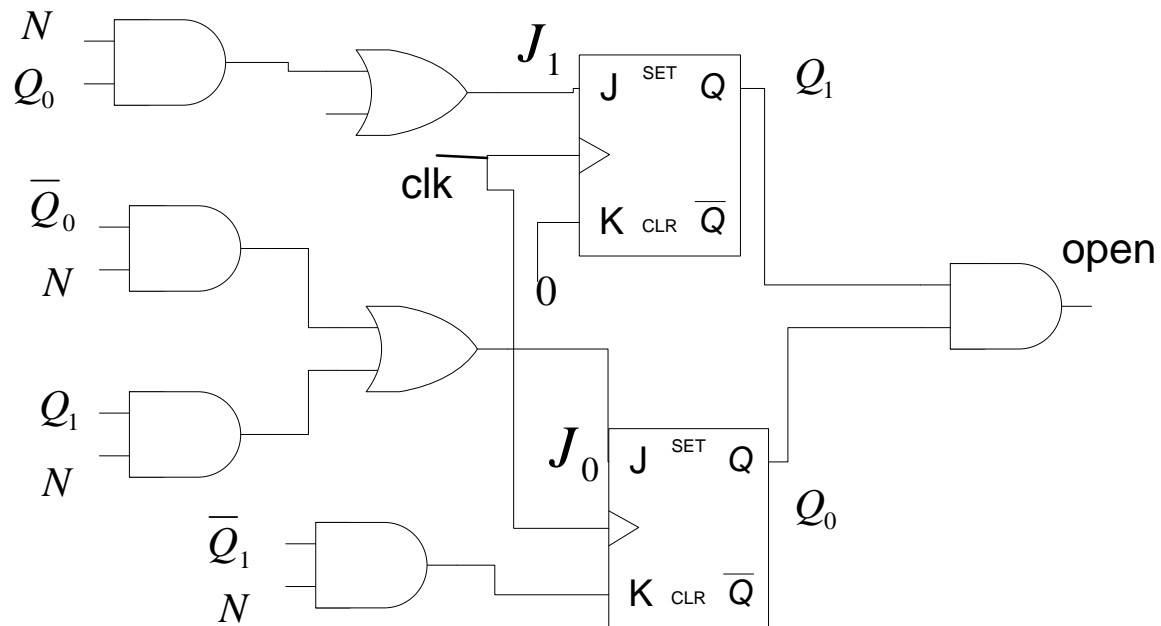 N
Q₀
J₁
J SET Q
Q₁
clk
K CLR Q̅
0
Q̅₀
N
open
Q₁
N
J₀
J SET Q
Q₀
Q̅₁
N
K CLR Q̅